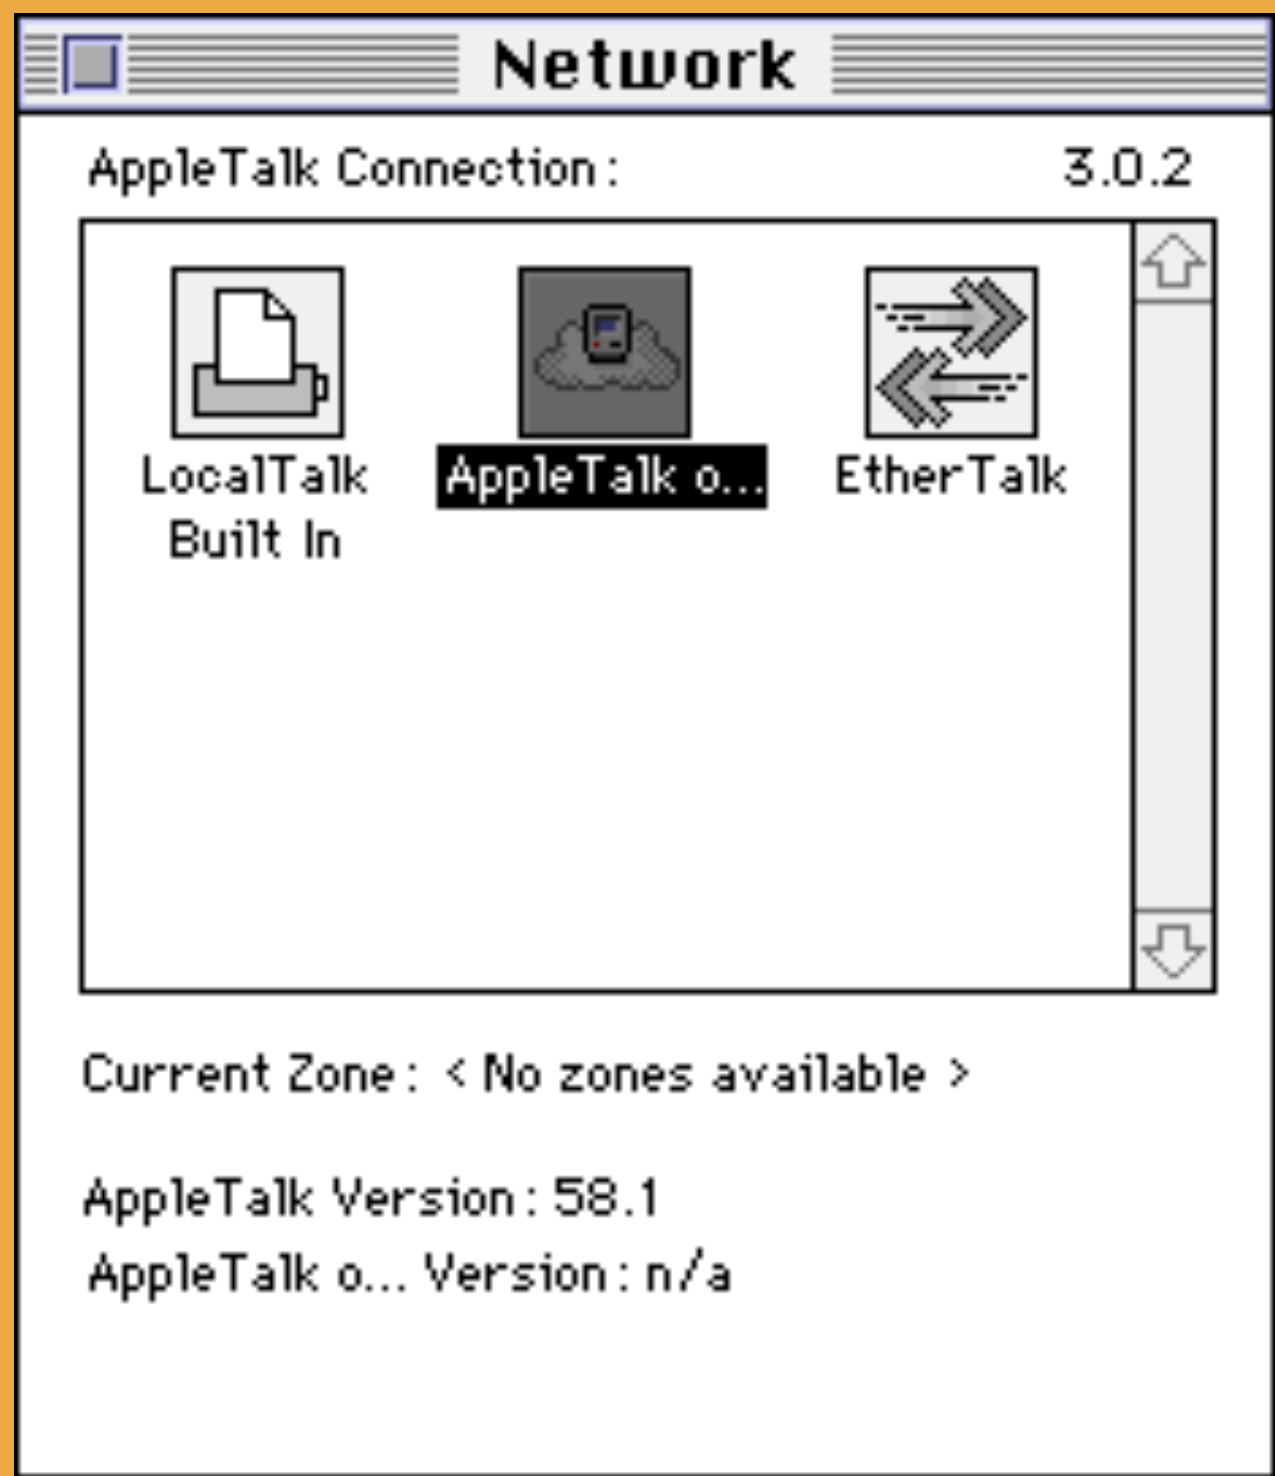 Network
AppleTalk Connection: 3.0.2
LocalTalk Built In
AppleTalk o...
EtherTalk
Current Zone: < No zones available >
AppleTalk Version: 58.1
AppleTalk o... Version: n/a